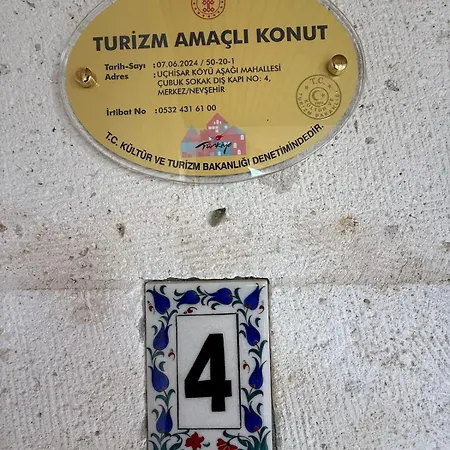 TURİZM AMAÇLI KONUT
Tarih-Sayı : 07.06.2024 / 50-20-1
Adres : UÇHİSAR KÖYÜ AŞAĞI MAHALLESİ
ÇUBUK SOKAK DIŞ KAPI NO: 4,
MERKEZ/NEVŞEHİR
İrtibat No : 0532 431 61 00
Türkiye
T.C. KÜLTÜR VE TURİZM BAKANLIĞI DENETİMİNDEDİR.
4